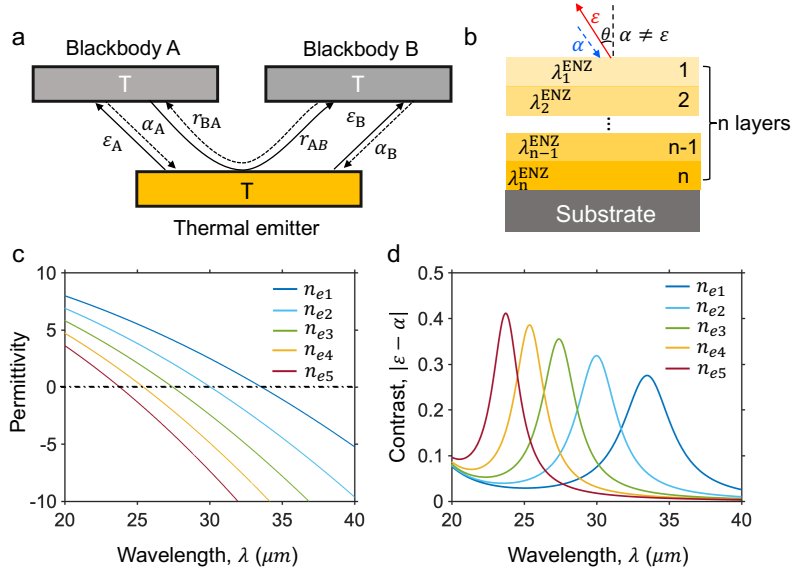 a
Blackbody A
Blackbody B
T
T
ε_A
α_A
r_BA
r_AB
ε_B
α_B
T
Thermal emitter
b
ε
α
θ
α ≠ ε
λ_1^ENZ 1
λ_2^ENZ 2
⋮
λ_n−1^ENZ n-1
λ_n^ENZ n
n layers
Substrate
c
10
5
0
-5
-10
Permittivity
20 25 30 35 40
Wavelength, λ (μm)
n_e1
n_e2
n_e3
n_e4
n_e5
d
0.5
0.4
0.3
0.2
0.1
0
Contrast, |ε − α|
20 25 30 35 40
Wavelength, λ (μm)
n_e1
n_e2
n_e3
n_e4
n_e5